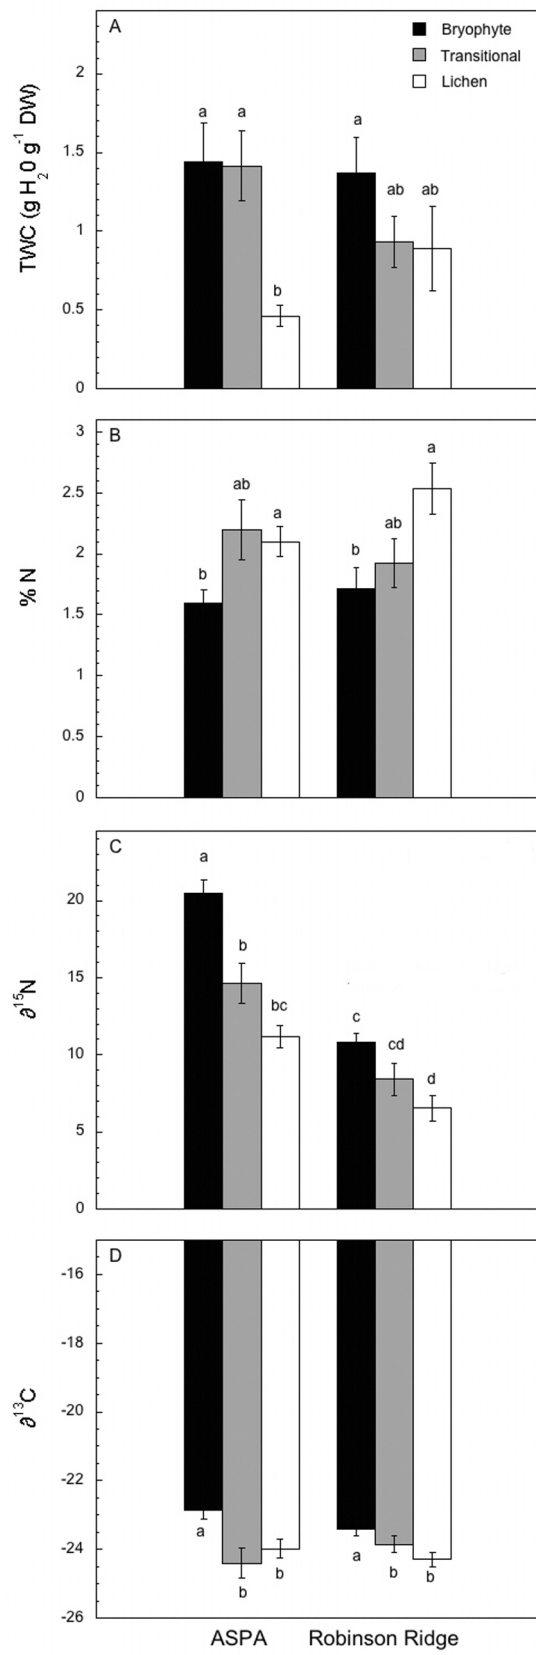 A
Bryophyte
Transitional
Lichen
TWC (g H₂0 g⁻¹ DW)
2
1.5
1
0.5
0
a a b a ab ab
B
% N
3
2.5
2
1.5
1
0.5
0
b ab a b ab a
C
∂¹⁵N
20
15
10
5
0
a b bc c cd d
D
∂¹³C
-16
-18
-20
-22
-24
-26
a b b a b b
ASPA Robinson Ridge